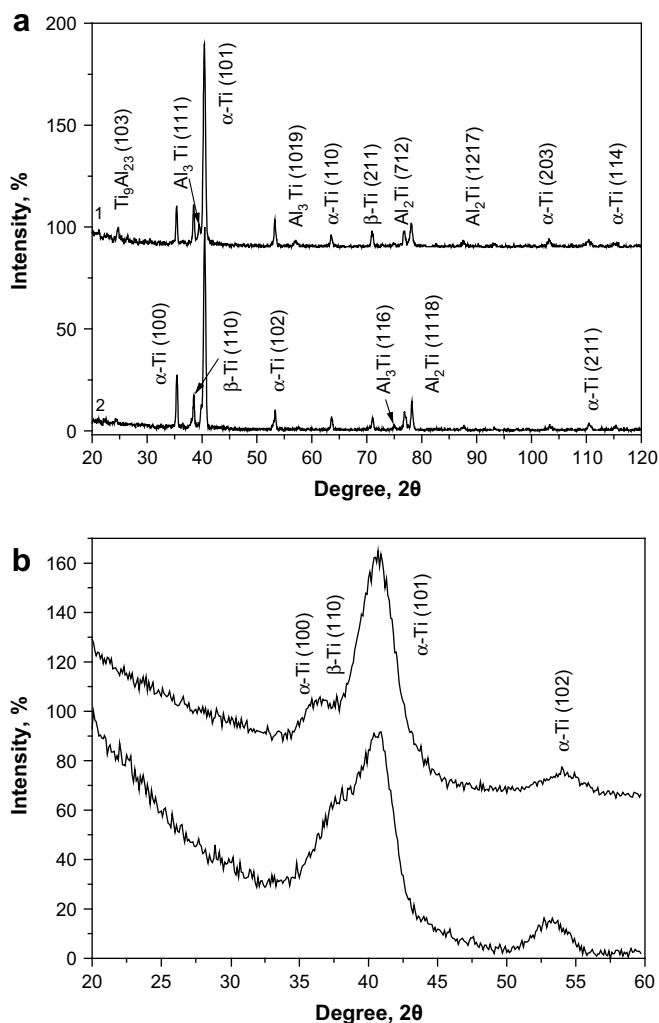 a
200
150
100
50
0
Intensity, %
Ti9Al23 (103)
Al3 Ti (111)
α-Ti (101)
Al3 Ti (1019)
α-Ti (110)
β-Ti (211)
Al2Ti (712)
Al2Ti (1217)
α-Ti (203)
α-Ti (114)
1
α-Ti (100)
β-Ti (110)
α-Ti (102)
Al3Ti (116)
Al2Ti (1118)
α-Ti (211)
2
20 30 40 50 60 70 80 90 100 110 120
Degree, 2θ
b
160
140
120
100
80
60
40
20
0
Intensity, %
α-Ti (100)
β-Ti (110)
α-Ti (101)
α-Ti (102)
20 25 30 35 40 45 50 55 60
Degree, 2θ